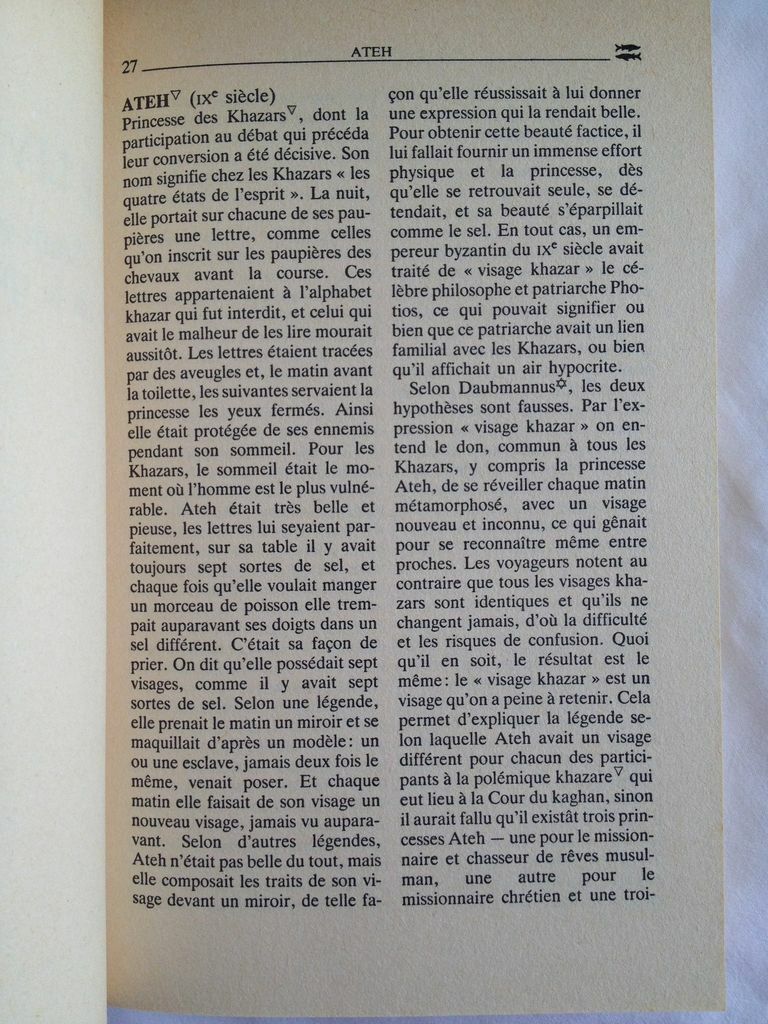 27
ATEH
ATEH▽ (IXe siècle)
Princesse des Khazars▽, dont la
participation au débat qui précéda
leur conversion a été décisive. Son
nom signifie chez les Khazars « les
quatre états de l'esprit ». La nuit,
elle portait sur chacune de ses pau-
pières une lettre, comme celles
qu'on inscrit sur les paupières des
chevaux avant la course. Ces
lettres appartenaient à l'alphabet
khazar qui fut interdit, et celui qui
avait le malheur de les lire mourait
aussitôt. Les lettres étaient tracées
par des aveugles et, le matin avant
la toilette, les suivantes servaient la
princesse les yeux fermés. Ainsi
elle était protégée de ses ennemis
pendant son sommeil. Pour les
Khazars, le sommeil était le mo-
ment où l'homme est le plus vulné-
rable. Ateh était très belle et
pieuse, les lettres lui seyaient par-
faitement, sur sa table il y avait
toujours sept sortes de sel, et
chaque fois qu'elle voulait manger
un morceau de poisson elle trem-
pait auparavant ses doigts dans un
sel différent. C'était sa façon de
prier. On dit qu'elle possédait sept
visages, comme il y avait sept
sortes de sel. Selon une légende,
elle prenait le matin un miroir et se
maquillait d'après un modèle: un
ou une esclave, jamais deux fois le
même, venait poser. Et chaque
matin elle faisait de son visage un
nouveau visage, jamais vu aupara-
vant. Selon d'autres légendes,
Ateh n'était pas belle du tout, mais
elle composait les traits de son vi-
sage devant un miroir, de telle fa-
çon qu'elle réussissait à lui donner
une expression qui la rendait belle.
Pour obtenir cette beauté factice, il
lui fallait fournir un immense effort
physique et la princesse, dès
qu'elle se retrouvait seule, se dé-
tendait, et sa beauté s'éparpillait
comme le sel. En tout cas, un em-
pereur byzantin du IXe siècle avait
traité de « visage khazar » le cé-
lèbre philosophe et patriarche Pho-
tios, ce qui pouvait signifier ou
bien que ce patriarche avait un lien
familial avec les Khazars, ou bien
qu'il affichait un air hypocrite.
Selon Daubmannus✡, les deux
hypothèses sont fausses. Par l'ex-
pression « visage khazar » on en-
tend le don, commun à tous les
Khazars, y compris la princesse
Ateh, de se réveiller chaque matin
métamorphosé, avec un visage
nouveau et inconnu, ce qui gênait
pour se reconnaître même entre
proches. Les voyageurs notent au
contraire que tous les visages kha-
zars sont identiques et qu'ils ne
changent jamais, d'où la difficulté
et les risques de confusion. Quoi
qu'il en soit, le résultat est le
même: le « visage khazar » est un
visage qu'on a peine à retenir. Cela
permet d'expliquer la légende se-
lon laquelle Ateh avait un visage
différent pour chacun des partici-
pants à la polémique khazare▽ qui
eut lieu à la Cour du kaghan, sinon
il aurait fallu qu'il existât trois prin-
cesses Ateh — une pour le mission-
naire et chasseur de rêves musul-
man, une autre pour le
missionnaire chrétien et une troi-